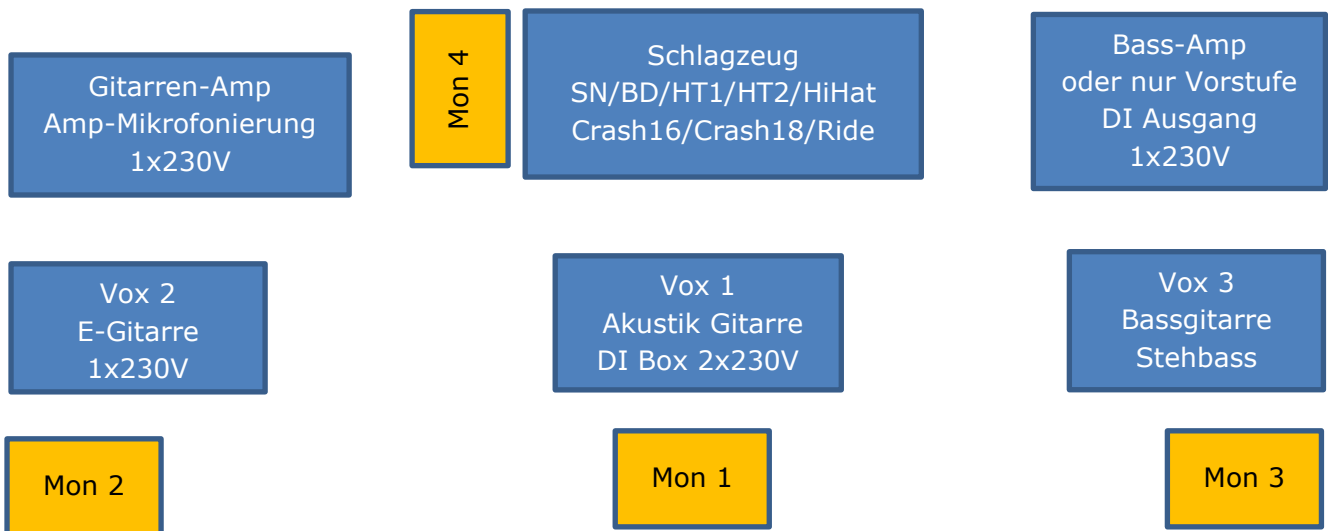 Gitarren-Amp
Amp-Mikrofonierung
1x230V
Mon 4
Schlagzeug
SN/BD/HT1/HT2/HiHat
Crash16/Crash18/Ride
Bass-Amp
oder nur Vorstufe
DI Ausgang
1x230V
Vox 2
E-Gitarre
1x230V
Vox 1
Akustik Gitarre
DI Box 2x230V
Vox 3
Bassgitarre
Stehbass
Mon 2
Mon 1
Mon 3